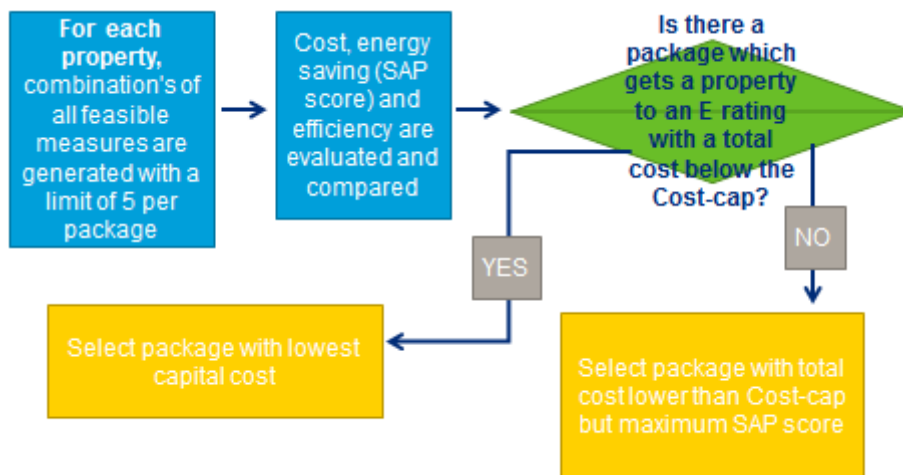 For each
property,
combination's of
all feasible
measures are
generated with a
limit of 5 per
package
Cost, energy
saving (SAP
score) and
efficiency are
evaluated and
compared
Is there a
package which
gets a property
to an E rating
with a total
cost below the
Cost-cap?
YES
NO
Select package with lowest
capital cost
Select package with total
cost lower than Cost-cap
but maximum SAP score